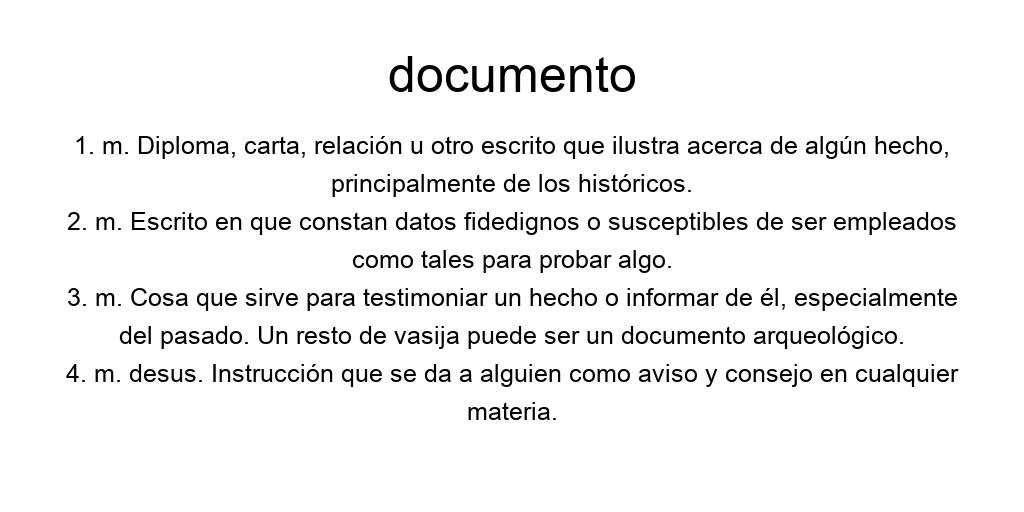 documento
1. m. Diploma, carta, relación u otro escrito que ilustra acerca de algún hecho,
principalmente de los históricos.
2. m. Escrito en que constan datos fidedignos o susceptibles de ser empleados
como tales para probar algo.
3. m. Cosa que sirve para testimoniar un hecho o informar de él, especialmente
del pasado. Un resto de vasija puede ser un documento arqueológico.
4. m. desus. Instrucción que se da a alguien como aviso y consejo en cualquier
materia.